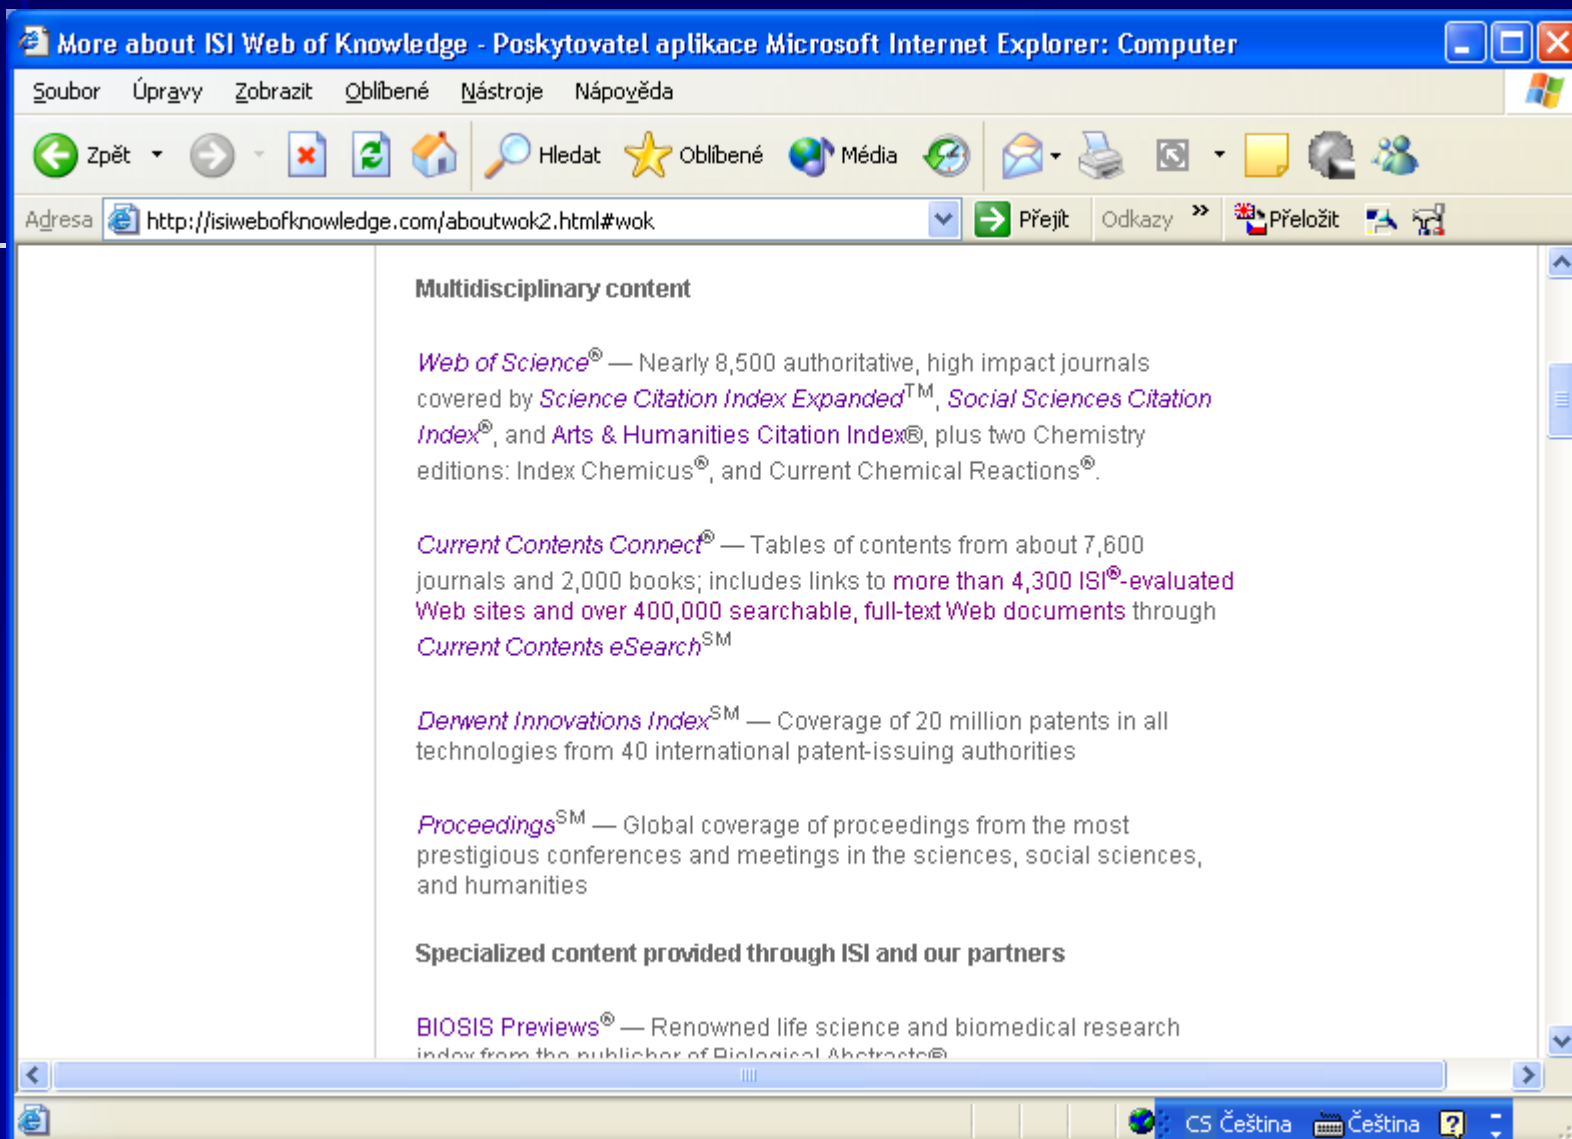 More about ISI Web of Knowledge - Poskytovatel aplikace Microsoft Internet Explorer: Computer
Soubor Úpravy Zobrazit Oblíbené Nástroje Nápověda
Zpět Hledat Oblíbené Média
Adresa http://isiwebofknowledge.com/aboutwok2.html#wok Přejít Odkazy » Přeložit
Multidisciplinary content
Web of Science® — Nearly 8,500 authoritative, high impact journals
covered by Science Citation Index Expanded™, Social Sciences Citation
Index®, and Arts & Humanities Citation Index®, plus two Chemistry
editions: Index Chemicus®, and Current Chemical Reactions®.
Current Contents Connect® — Tables of contents from about 7,600
journals and 2,000 books; includes links to more than 4,300 ISI®-evaluated
Web sites and over 400,000 searchable, full-text Web documents through
Current Contents eSearch℠
Derwent Innovations Index℠ — Coverage of 20 million patents in all
technologies from 40 international patent-issuing authorities
Proceedings℠ — Global coverage of proceedings from the most
prestigious conferences and meetings in the sciences, social sciences,
and humanities
Specialized content provided through ISI and our partners
BIOSIS Previews® — Renowned life science and biomedical research
index from the publisher of Biological Abstracts®
CS Čeština Čeština